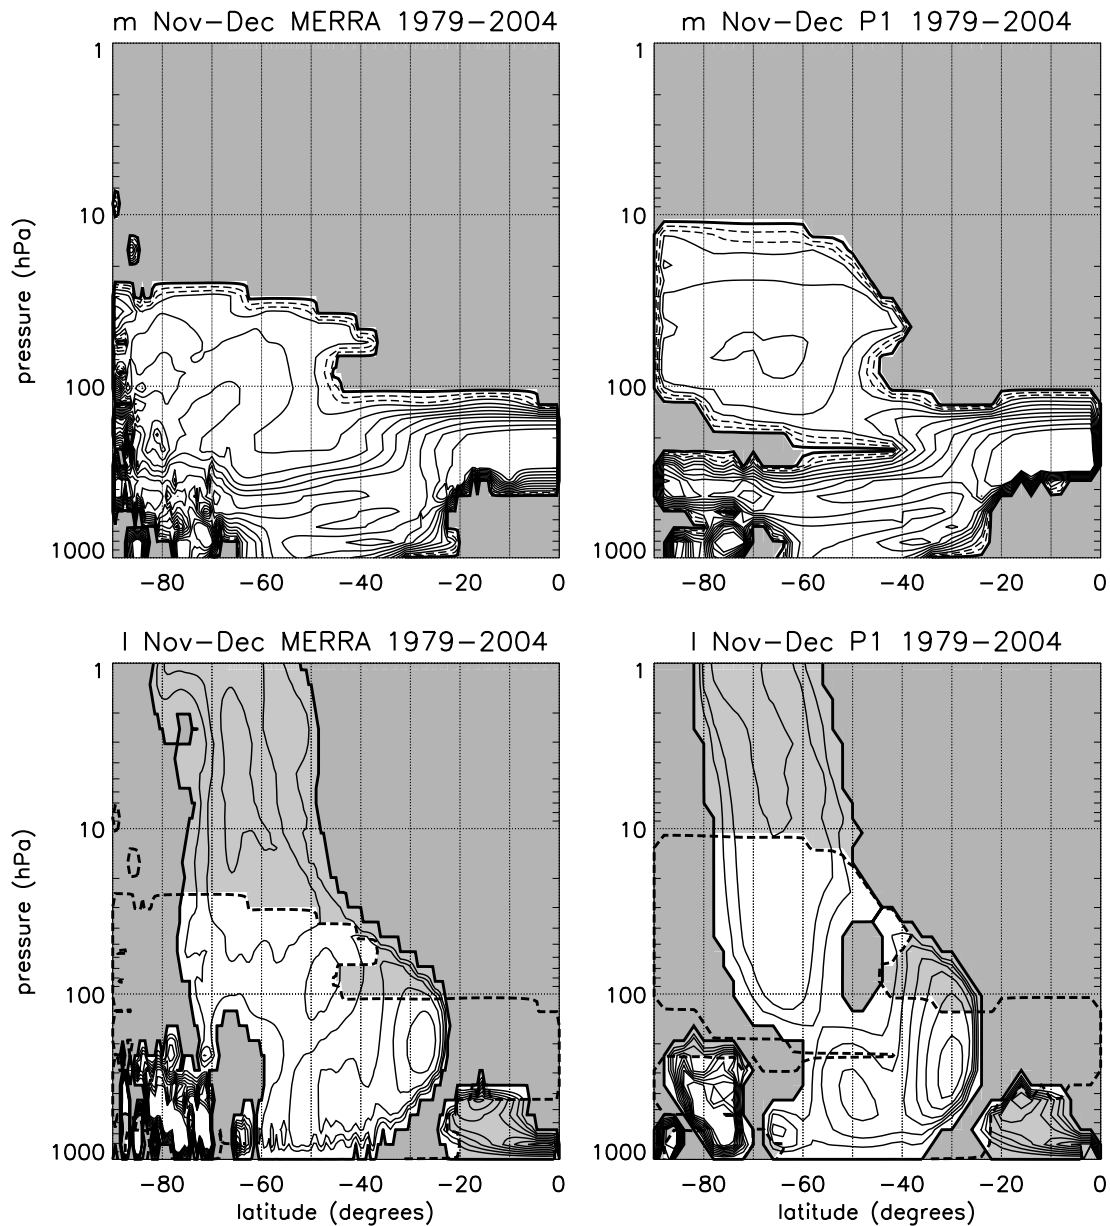 m Nov−Dec MERRA 1979−2004
m Nov−Dec P1 1979−2004
1
10
100
1000
pressure (hPa)
−80 −60 −40 −20 0
1
10
100
1000
−80 −60 −40 −20 0
l Nov−Dec MERRA 1979−2004
l Nov−Dec P1 1979−2004
1
10
100
1000
pressure (hPa)
−80 −60 −40 −20 0
latitude (degrees)
1
10
100
1000
−80 −60 −40 −20 0
latitude (degrees)